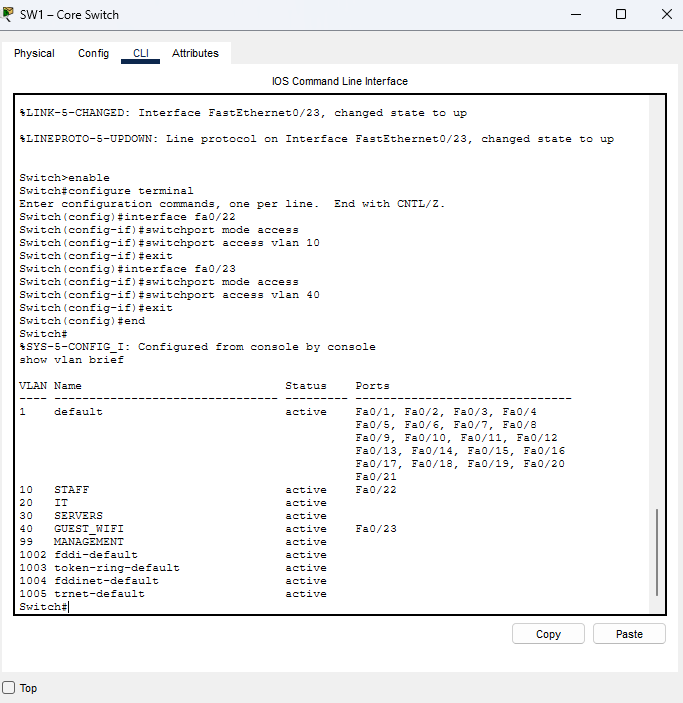 SW1 – Core Switch
Physical Config CLI Attributes
IOS Command Line Interface
%LINK-5-CHANGED: Interface FastEthernet0/23, changed state to up
%LINEPROTO-5-UPDOWN: Line protocol on Interface FastEthernet0/23, changed state to up
Switch>enable
Switch#configure terminal
Enter configuration commands, one per line.  End with CNTL/Z.
Switch(config)#interface fa0/22
Switch(config-if)#switchport mode access
Switch(config-if)#switchport access vlan 10
Switch(config-if)#exit
Switch(config)#interface fa0/23
Switch(config-if)#switchport mode access
Switch(config-if)#switchport access vlan 40
Switch(config-if)#exit
Switch(config)#end
Switch#
%SYS-5-CONFIG_I: Configured from console by console
show vlan brief
VLAN Name                             Status    Ports
---- -------------------------------- --------- -------------------------------
1    default                          active    Fa0/1, Fa0/2, Fa0/3, Fa0/4
                                                Fa0/5, Fa0/6, Fa0/7, Fa0/8
                                                Fa0/9, Fa0/10, Fa0/11, Fa0/12
                                                Fa0/13, Fa0/14, Fa0/15, Fa0/16
                                                Fa0/17, Fa0/18, Fa0/19, Fa0/20
                                                Fa0/21
10   STAFF                            active    Fa0/22
20   IT                               active
30   SERVERS                          active
40   GUEST_WIFI                       active    Fa0/23
99   MANAGEMENT                       active
1002 fddi-default                     active
1003 token-ring-default               active
1004 fddinet-default                  active
1005 trnet-default                    active
Switch#
Copy Paste
Top